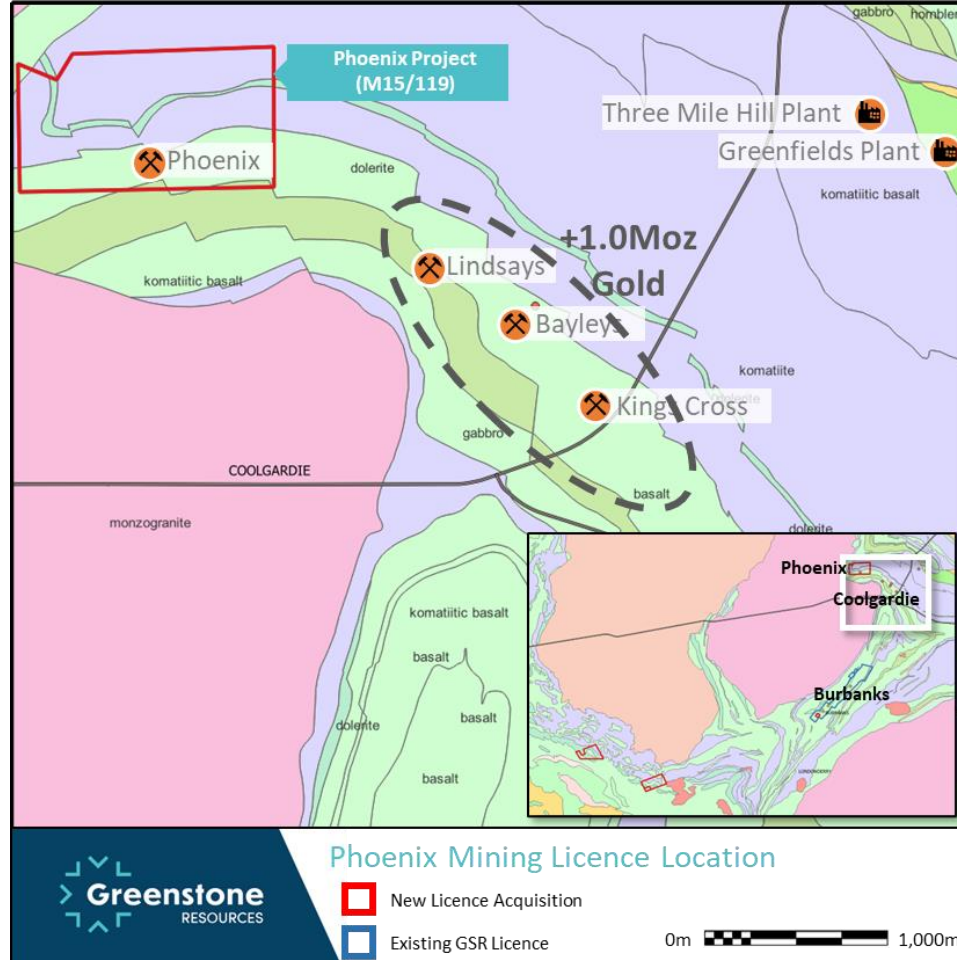 gabbro
hornble
Phoenix Project
(M15/119)
Three Mile Hill Plant
Greenfields Plant
Phoenix
dolerite
komatiitic basalt
+1.0Moz
Gold
Lindsays
komatiitic basalt
Bayleys
komatiite
Kings Cross
gabbro
COOLGARDIE
basalt
monzogranite
dolerite
komatiitic basalt
basalt
basalt
dolerite
basalt
Phoenix
Coolgardie
Burbanks
LONDONDERRY
Greenstone
RESOURCES
Phoenix Mining Licence Location
New Licence Acquisition
Existing GSR Licence
0m 1,000m